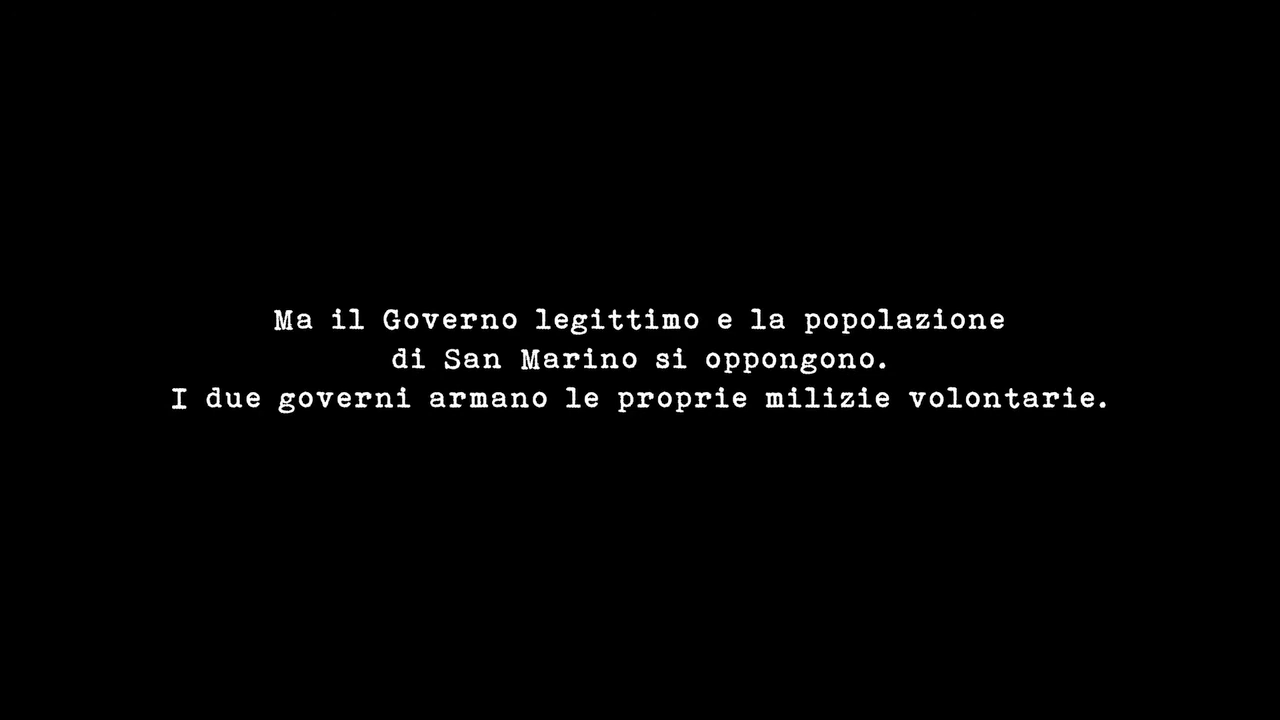 Ma il Governo legittimo e la popolazione
di San Marino si oppongono.
I due governi armano le proprie milizie volontarie.